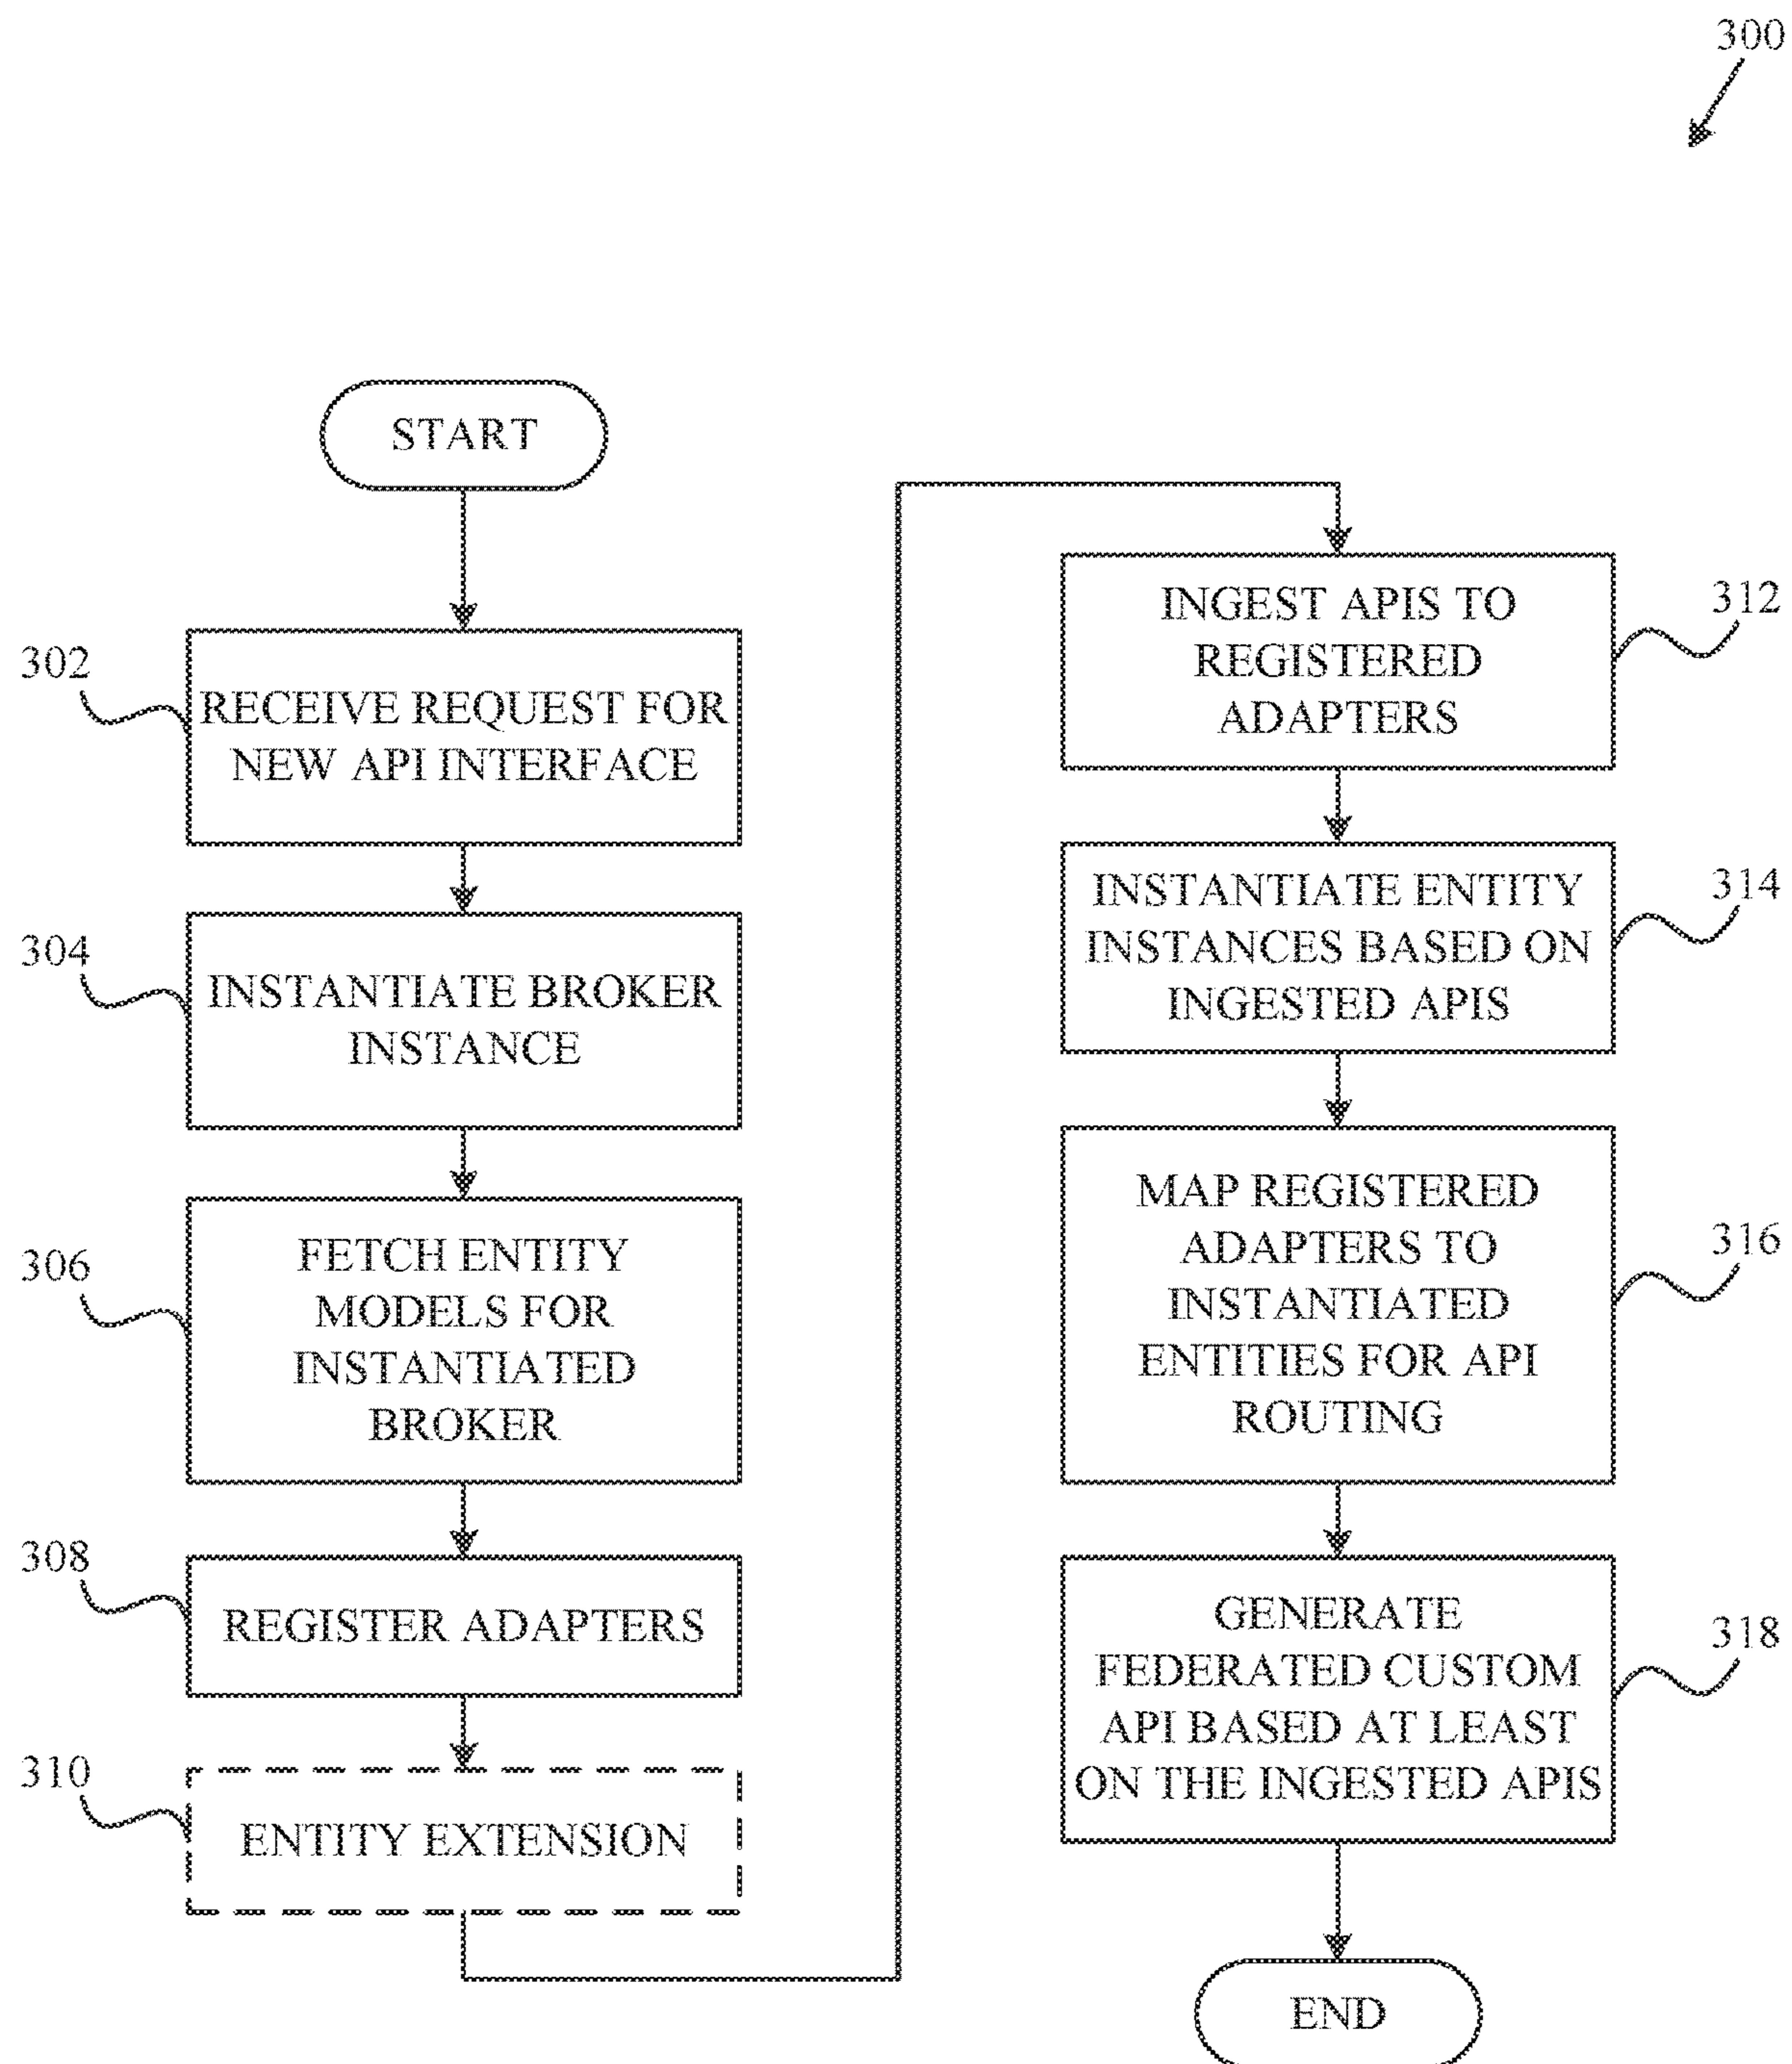 300
START
302
RECEIVE REQUEST FOR
NEW API INTERFACE
304
INSTANTIATE BROKER
INSTANCE
306
FETCH ENTITY
MODELS FOR
INSTANTIATED
BROKER
308
REGISTER ADAPTERS
310
ENTITY EXTENSION
INGEST APIS TO
REGISTERED
ADAPTERS
312
INSTANTIATE ENTITY
INSTANCES BASED ON
INGESTED APIS
314
MAP REGISTERED
ADAPTERS TO
INSTANTIATED
ENTITIES FOR API
ROUTING
316
GENERATE
FEDERATED CUSTOM
API BASED AT LEAST
ON THE INGESTED APIS
318
END